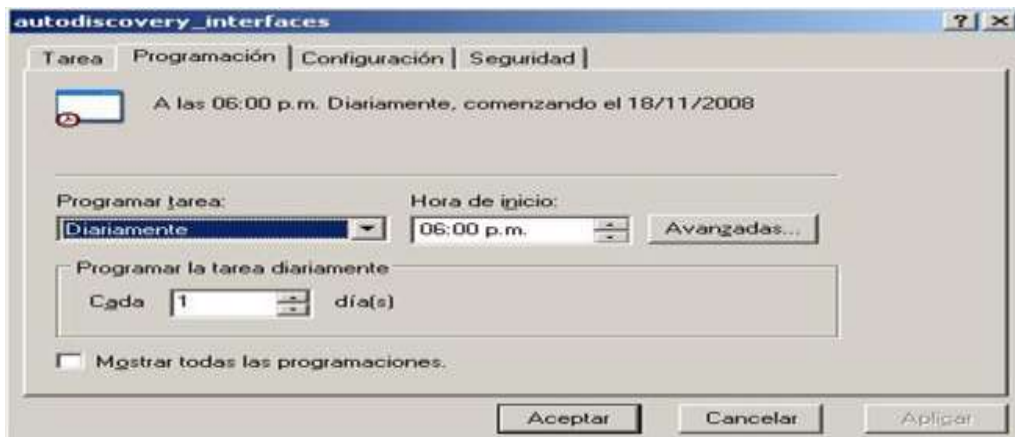 autodiscovery_interfaces
Tarea Programación Configuración Seguridad
A las 06:00 p.m. Diariamente, comenzando el 18/11/2008
Programar tarea: Hora de inicio:
Diariamente 06:00 p.m. Avanzadas...
Programar la tarea diariamente
Cada 1 día(s)
Mostrar todas las programaciones.
Aceptar Cancelar Aplicar